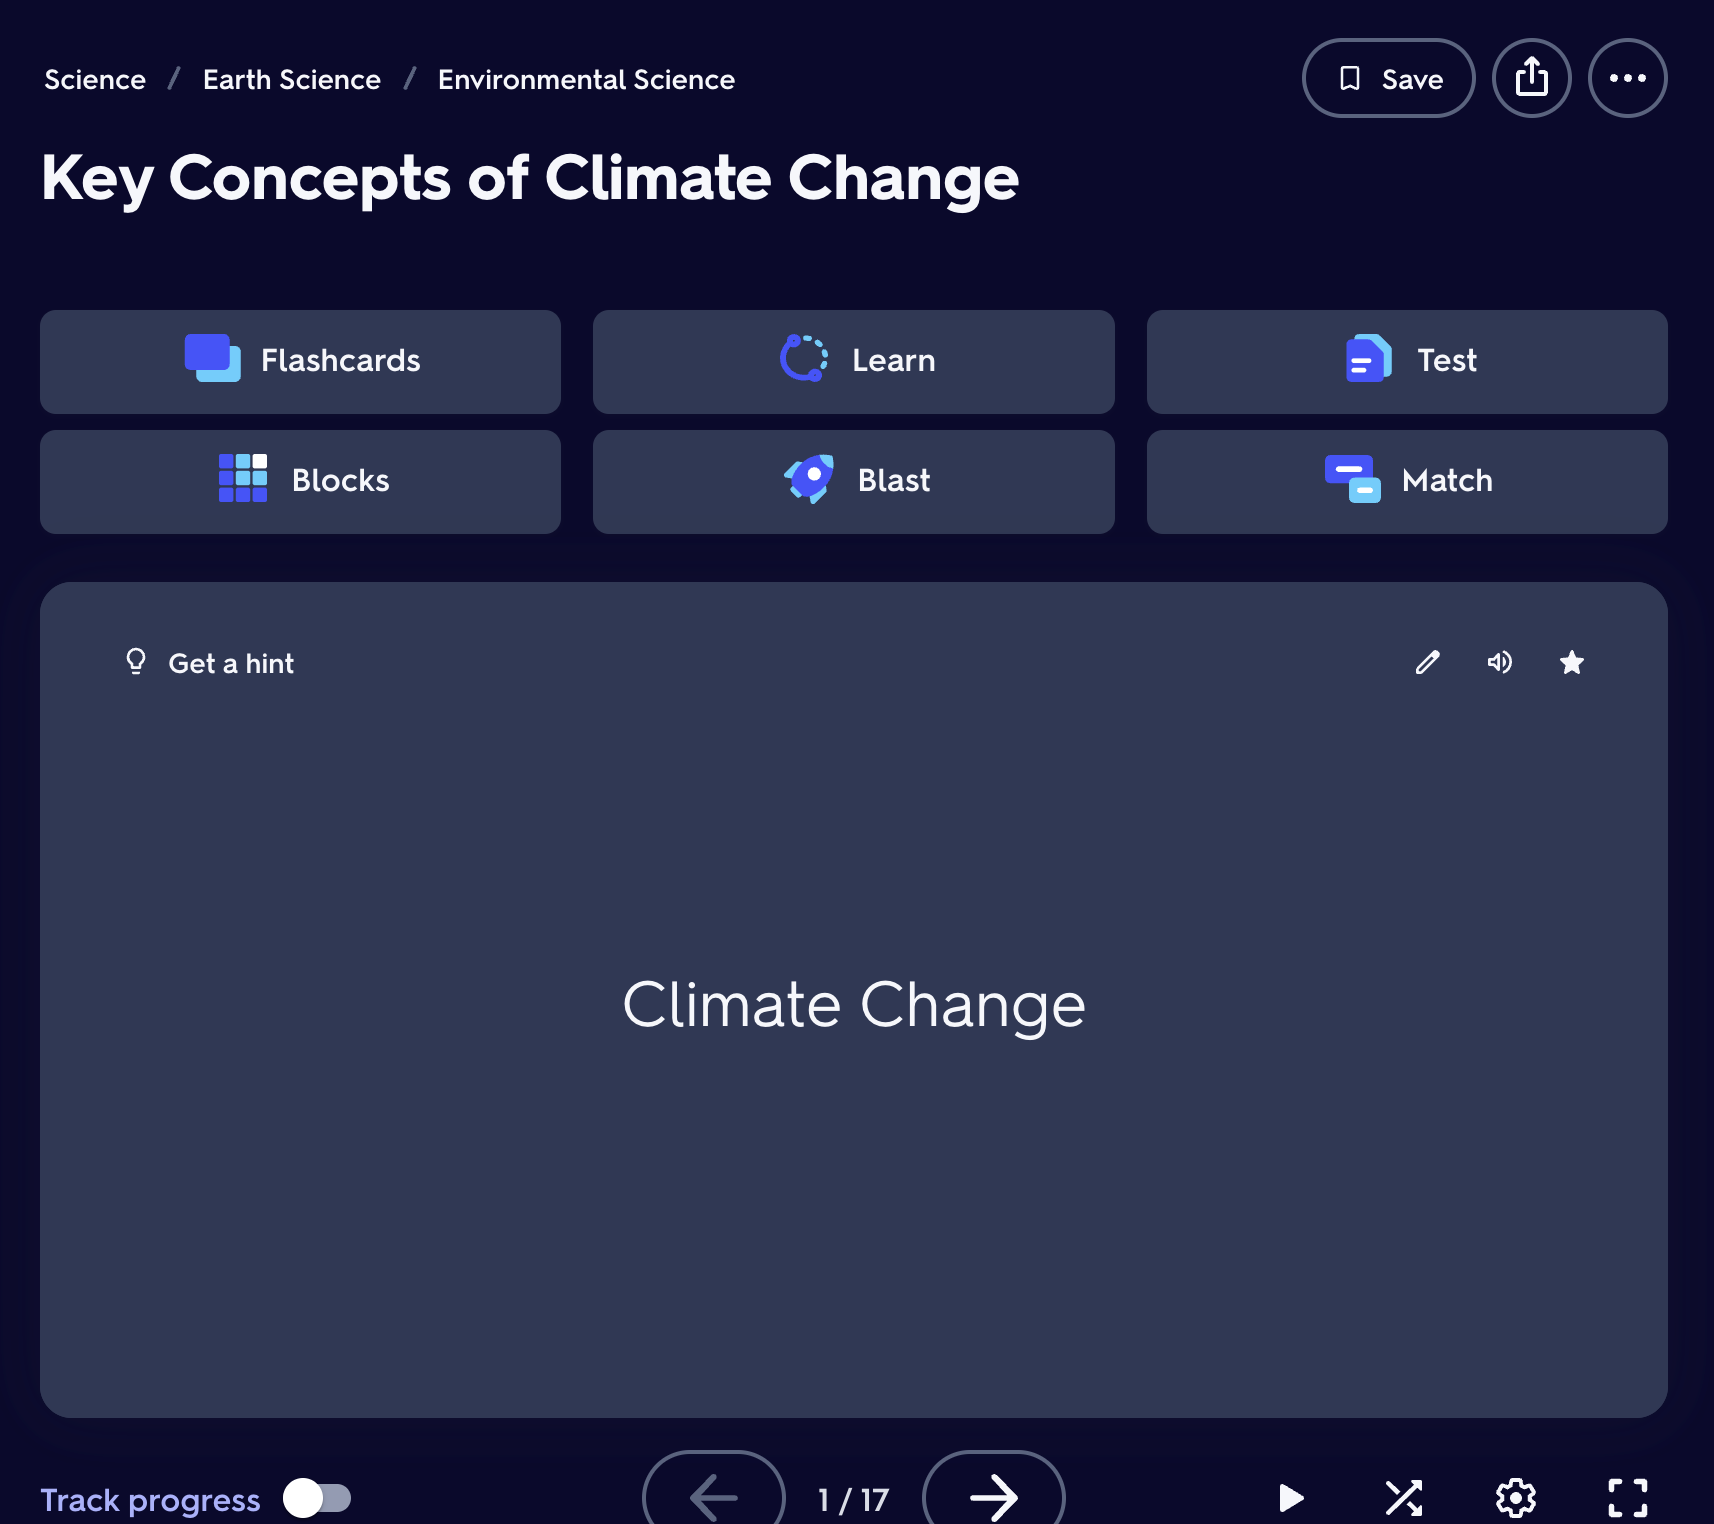 Science / Earth Science / Environmental Science
Save
Key Concepts of Climate Change
Flashcards
Learn
Test
Blocks
Blast
Match
Get a hint
Climate Change
Track progress
1 / 17